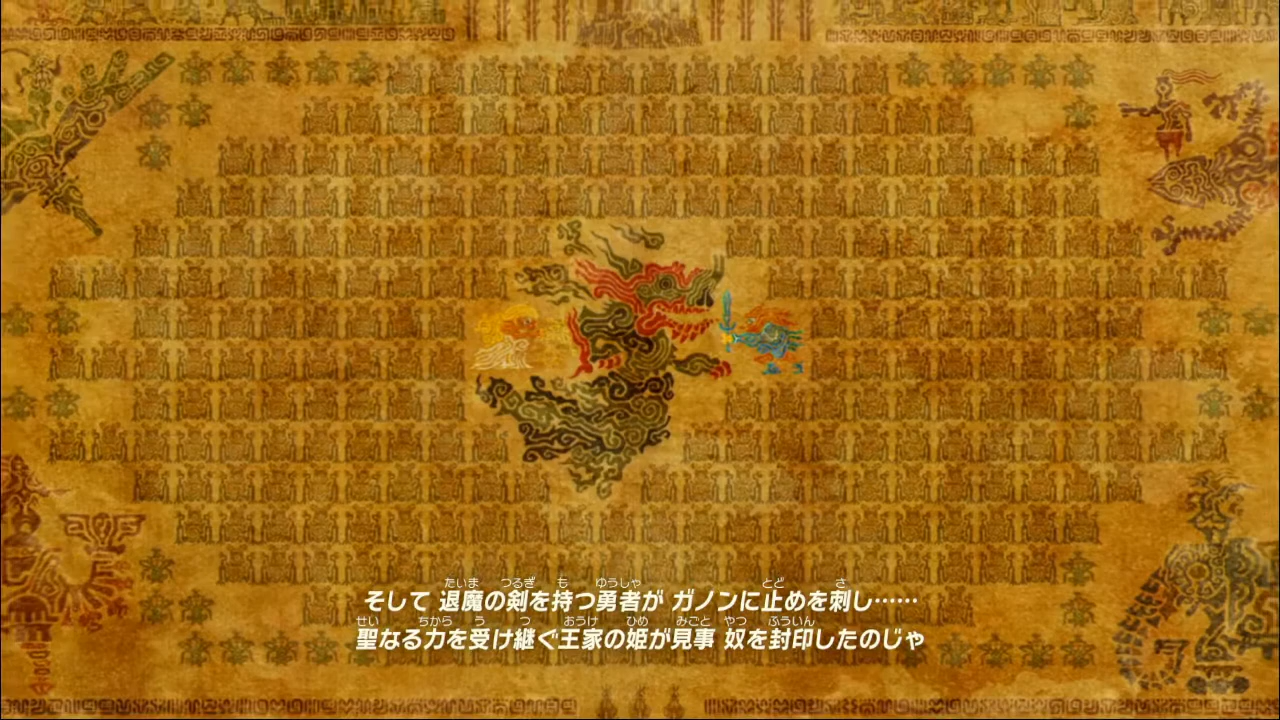 そして 退魔の剣を持つ勇者が ガノンに止めを刺し……
聖なる力を受け継ぐ王家の姫が見事 奴を封印したのじゃ